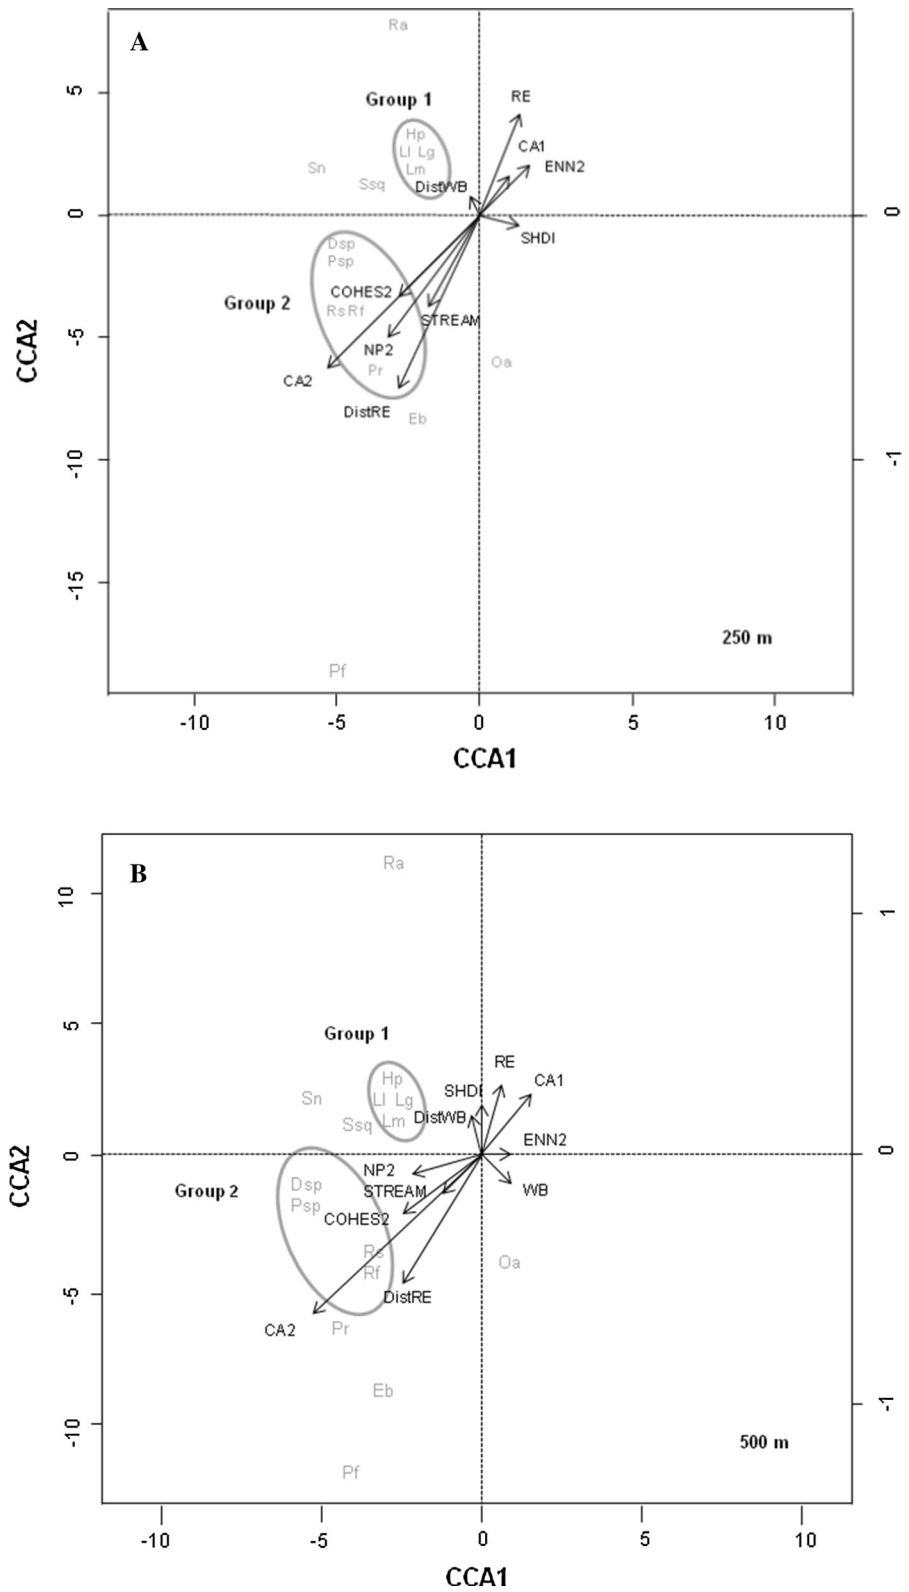 A
Ra
5
Group 1
RE
Hp
Ll Lg
CA1
Sn
Lm
ENN2
Ssq
DistWB
0
0
SHDI
Dsp
Psp
COHES2
Group 2
Rs Rf
STREAM
CCA2
-5
NP2
Oa
Pr
CA2
DistRE
Eb
-10
-1
-15
250 m
Pf
-10
-5
0
5
10
CCA1
B
Ra
10
1
5
Group 1
RE
Hp
CA1
SHDI
Sn
Ll Lg
DistWB
Lm
Ssq
ENN2
0
0
CCA2
NP2
Group 2
Dsp
STREAM
WB
Psp
COHES2
Rs
Oa
Rf
-5
DistRE
CA2
Pr
Eb
-1
-10
500 m
Pf
-10
-5
0
5
10
CCA1